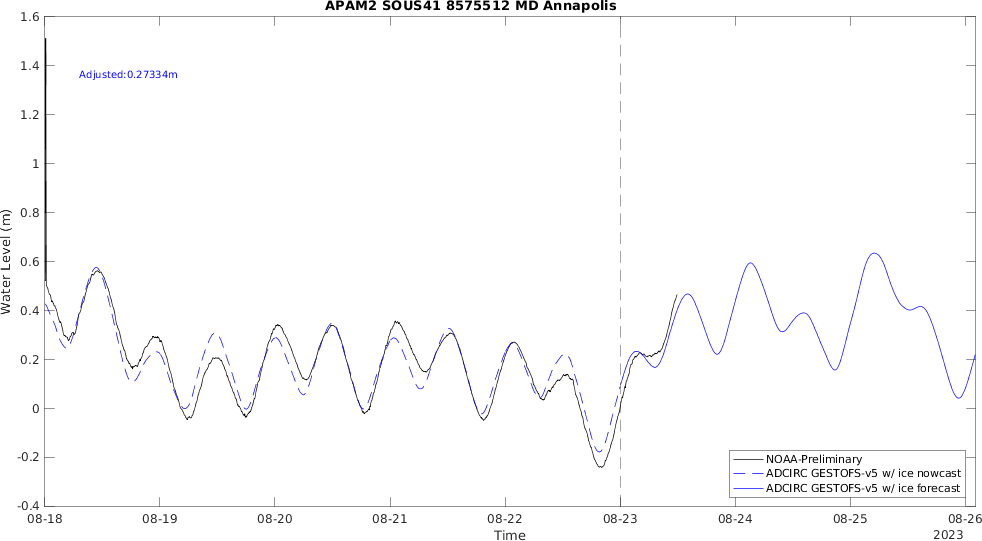 APAM2 SOUS41 8575512 MD Annapolis
Adjusted:0.27334m
Water Level (m)
1.6
1.4
1.2
1
0.8
0.6
0.4
0.2
0
-0.2
-0.4
NOAA-Preliminary
ADCIRC GESTOFS-v5 w/ ice nowcast
ADCIRC GESTOFS-v5 w/ ice forecast
08-18 08-19 08-20 08-21 08-22 08-23 08-24 08-25 08-26
Time
2023